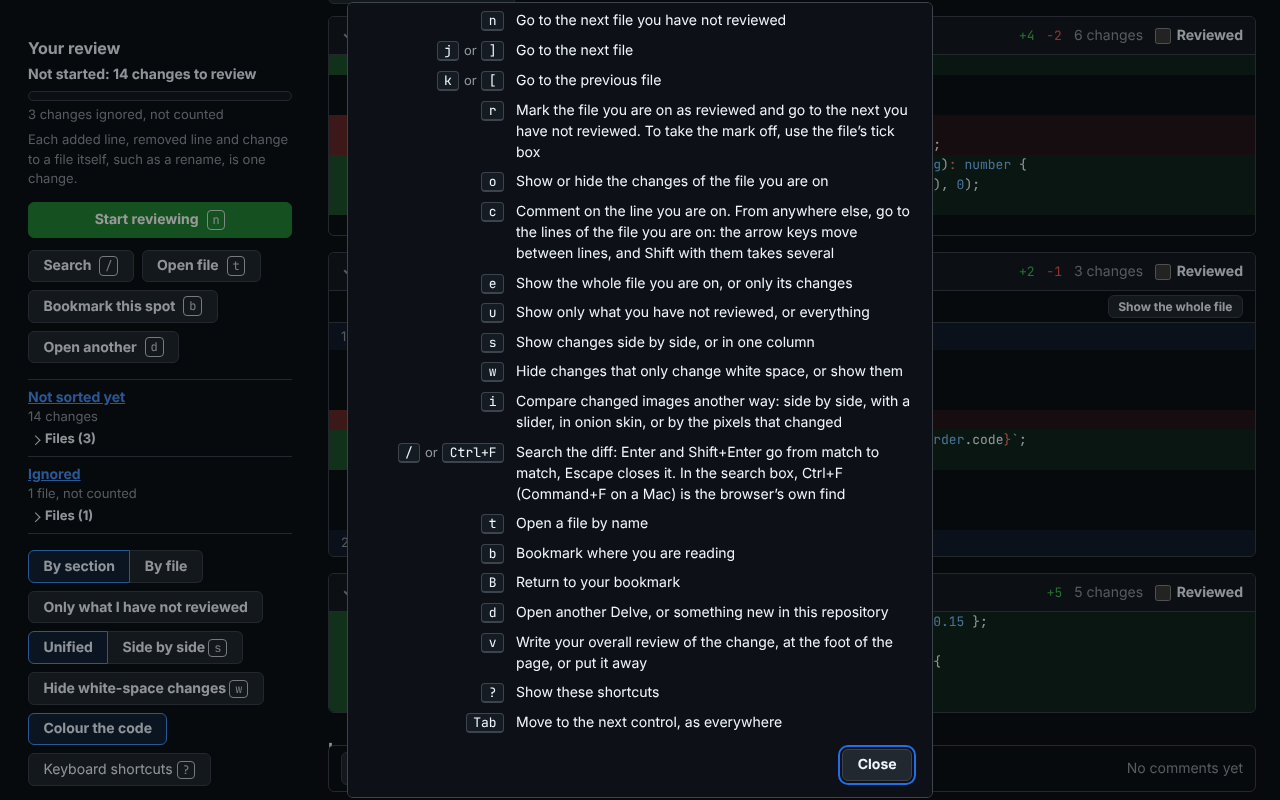 Your review
Not started: 14 changes to review
3 changes ignored, not counted
Each added line, removed line and change
to a file itself, such as a rename, is one
change.
Start reviewing n
Search / Open file t
Bookmark this spot b
Open another d
Not sorted yet
14 changes
Files (3)
Ignored
1 file, not counted
Files (1)
By section By file
Only what I have not reviewed
Unified Side by side s
Hide white-space changes w
Colour the code
Keyboard shortcuts ?
n Go to the next file you have not reviewed
j or ] Go to the next file
k or [ Go to the previous file
r Mark the file you are on as reviewed and go to the next you
have not reviewed. To take the mark off, use the file’s tick
box
o Show or hide the changes of the file you are on
c Comment on the line you are on. From anywhere else, go to
the lines of the file you are on: the arrow keys move
between lines, and Shift with them takes several
e Show the whole file you are on, or only its changes
u Show only what you have not reviewed, or everything
s Show changes side by side, or in one column
w Hide changes that only change white space, or show them
i Compare changed images another way: side by side, with a
slider, in onion skin, or by the pixels that changed
/ or Ctrl+F Search the diff: Enter and Shift+Enter go from match to
match, Escape closes it. In the search box, Ctrl+F
(Command+F on a Mac) is the browser’s own find
t Open a file by name
b Bookmark where you are reading
B Return to your bookmark
d Open another Delve, or something new in this repository
v Write your overall review of the change, at the foot of the
page, or put it away
? Show these shortcuts
Tab Move to the next control, as everywhere
Close
+4 -2 6 changes Reviewed
;
g): number {
), 0);
+2 -1 3 changes Reviewed
Show the whole file
1
rder.code}`;
2
+5 5 changes Reviewed
0.15 };
{
No comments yet